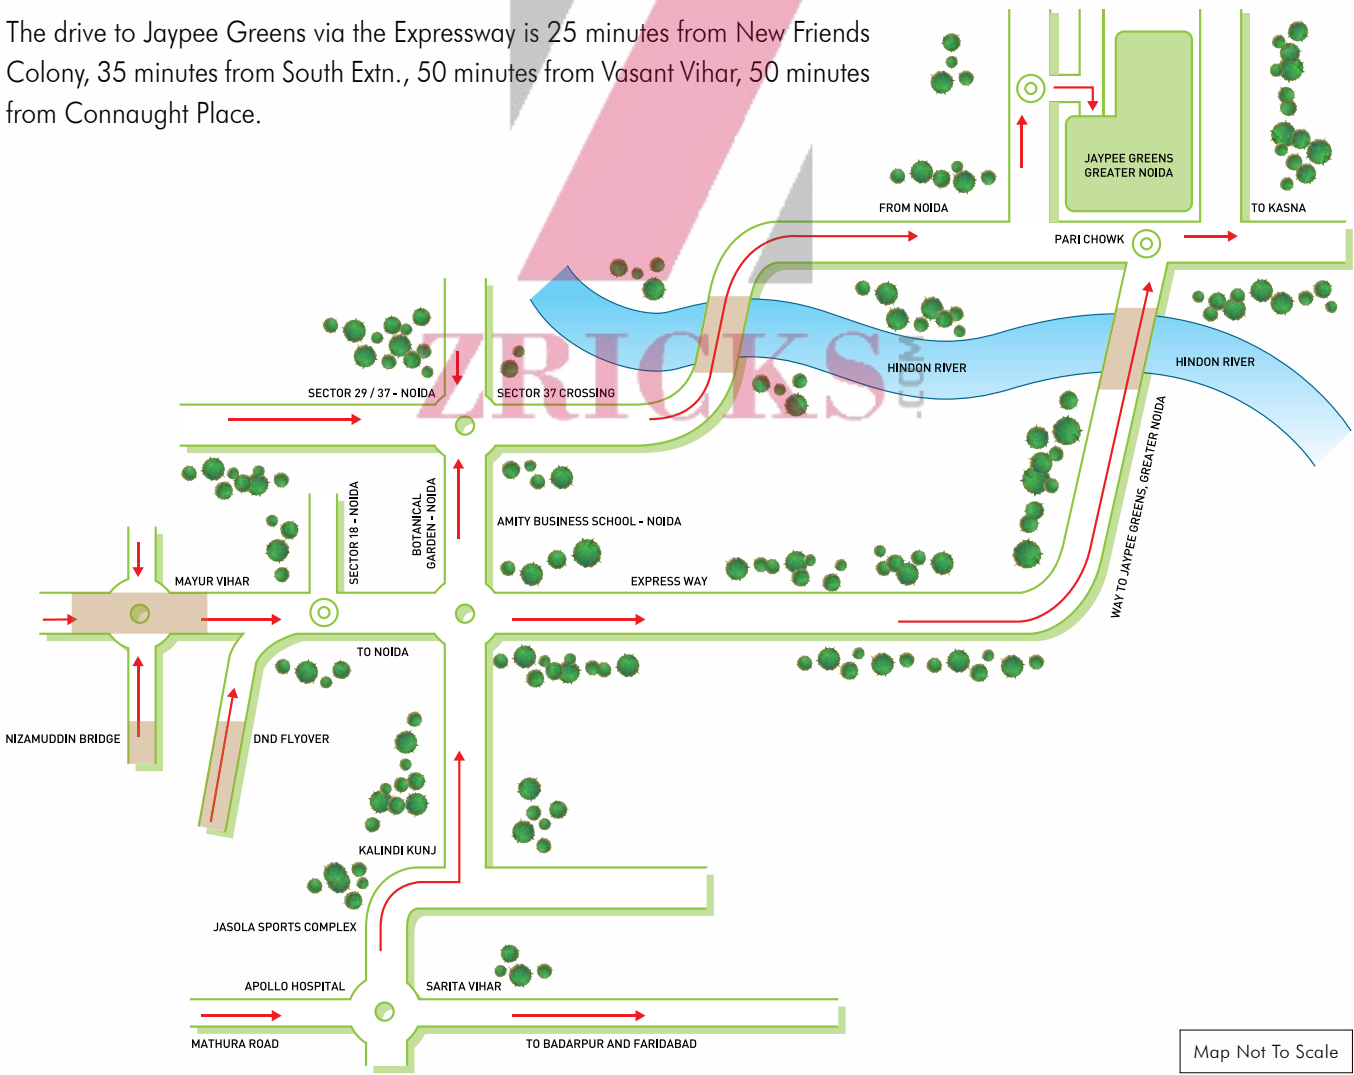 The drive to Jaypee Greens via the Expressway is 25 minutes from New Friends
Colony, 35 minutes from South Extn., 50 minutes from Vasant Vihar, 50 minutes
from Connaught Place.
JAYPEE GREENS
GREATER NOIDA
FROM NOIDA
TO KASNA
PARI CHOWK
HINDON RIVER
HINDON RIVER
ZRICKS
.COM
SECTOR 29 / 37 - NOIDA
SECTOR 37 CROSSING
WAY TO JAYPEE GREENS, GREATER NOIDA
SECTOR 18 - NOIDA
BOTANICAL
GARDEN - NOIDA
AMITY BUSINESS SCHOOL - NOIDA
MAYUR VIHAR
EXPRESS WAY
TO NOIDA
NIZAMUDDIN BRIDGE
DND FLYOVER
KALINDI KUNJ
JASOLA SPORTS COMPLEX
APOLLO HOSPITAL
SARITA VIHAR
MATHURA ROAD
TO BADARPUR AND FARIDABAD
Map Not To Scale